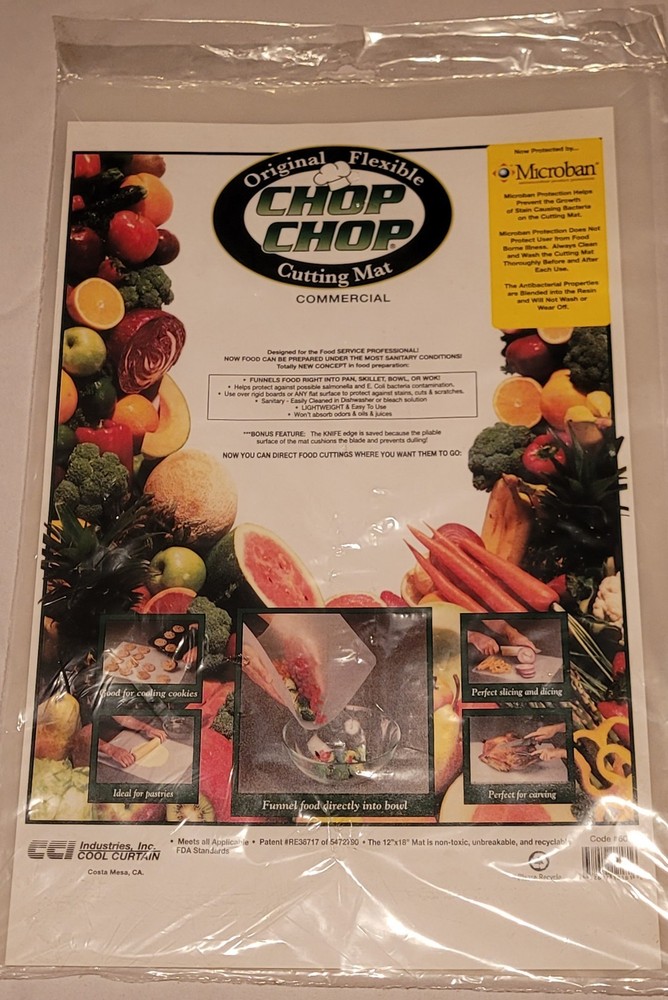 Original Flexible
CHOP
CHOP®
Cutting Mat
COMMERCIAL
Now Protected by...
Microban®
Microban Protection Helps
Prevent the Growth
of Stain Causing Bacteria
on the Cutting Mat.
Microban Protection Does Not
Protect User from Food
Borne Illness. Always Clean
and Wash the Cutting Mat
Thoroughly Before and After
Each Use.
The Antibacterial Properties
are Blended into the Resin
and Will Not Wash or
Wear Off.
Designed for the Food SERVICE PROFESSIONAL!
NOW FOOD CAN BE PREPARED UNDER THE MOST SANITARY CONDITIONS!
Totally NEW CONCEPT in food preparation:
• FUNNELS FOOD RIGHT INTO PAN, SKILLET, BOWL, OR WOK!
• Helps protect against possible salmonella and E. Coli bacteria contamination.
• Use over rigid boards or ANY flat surface to protect against stains, cuts & scratches.
• Sanitary - Easily Cleaned in Dishwasher or bleach solution
• LIGHTWEIGHT & Easy To Use
• Won't absorb odors & oils & juices
***BONUS FEATURE: The KNIFE edge is saved because the pliable
surface of the mat cushions the blade and prevents dulling!
NOW YOU CAN DIRECT FOOD CUTTINGS WHERE YOU WANT THEM TO GO:
Good for cooling cookies
Perfect slicing and dicing
Ideal for pastries
Perfect for carving
Funnel food directly into bowl
CCI Industries, Inc.
COOL CURTAIN
Costa Mesa, CA.
• Meets all Applicable • Patent #RE36717 of 5472790 • The 12"x18" Mat is non-toxic, unbreakable, and recyclable
FDA Standards
Please Recycle
Code